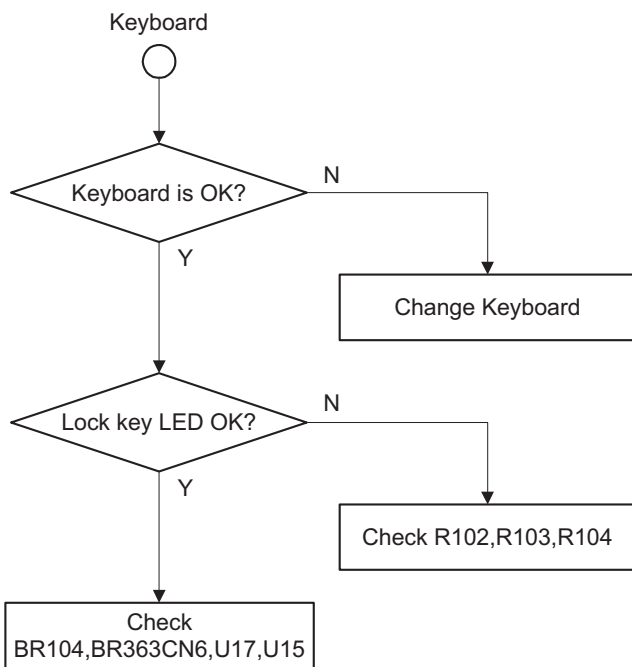 Keyboard
Keyboard is OK?
N
Y
Change Keyboard
Lock key LED OK?
N
Y
Check R102,R103,R104
Check
BR104,BR363CN6,U17,U15